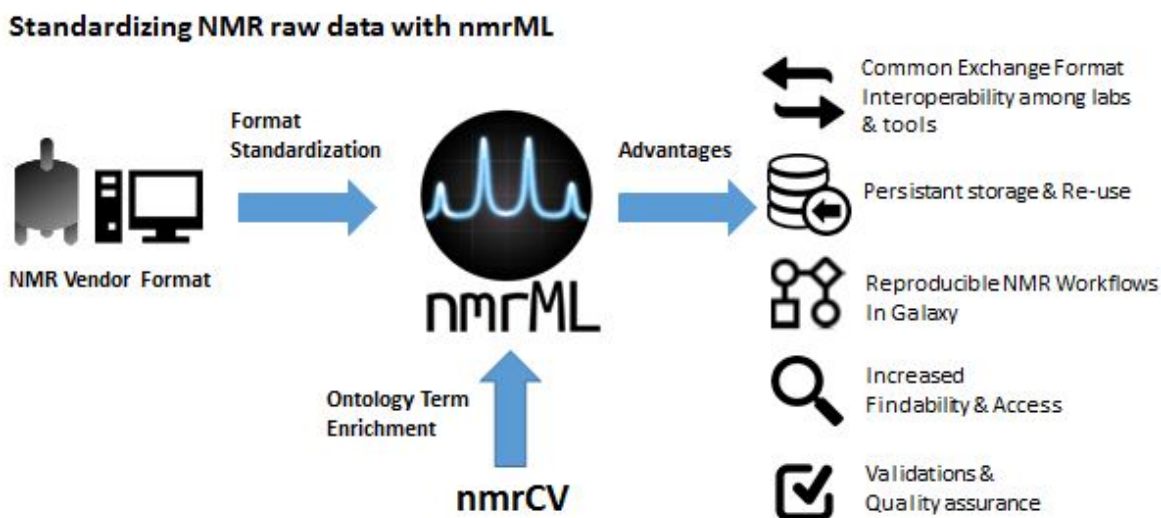 Standardizing NMR raw data with nmrML
Format
Standardization
NMR Vendor Format
nmrML
Ontology Term
Enrichment
nmrCV
Advantages
Common Exchange Format
Interoperability among labs
& tools
Persistant storage & Re-use
Reproducible NMR Workflows
In Galaxy
Increased
Findability & Access
Validations &
Quality assurance